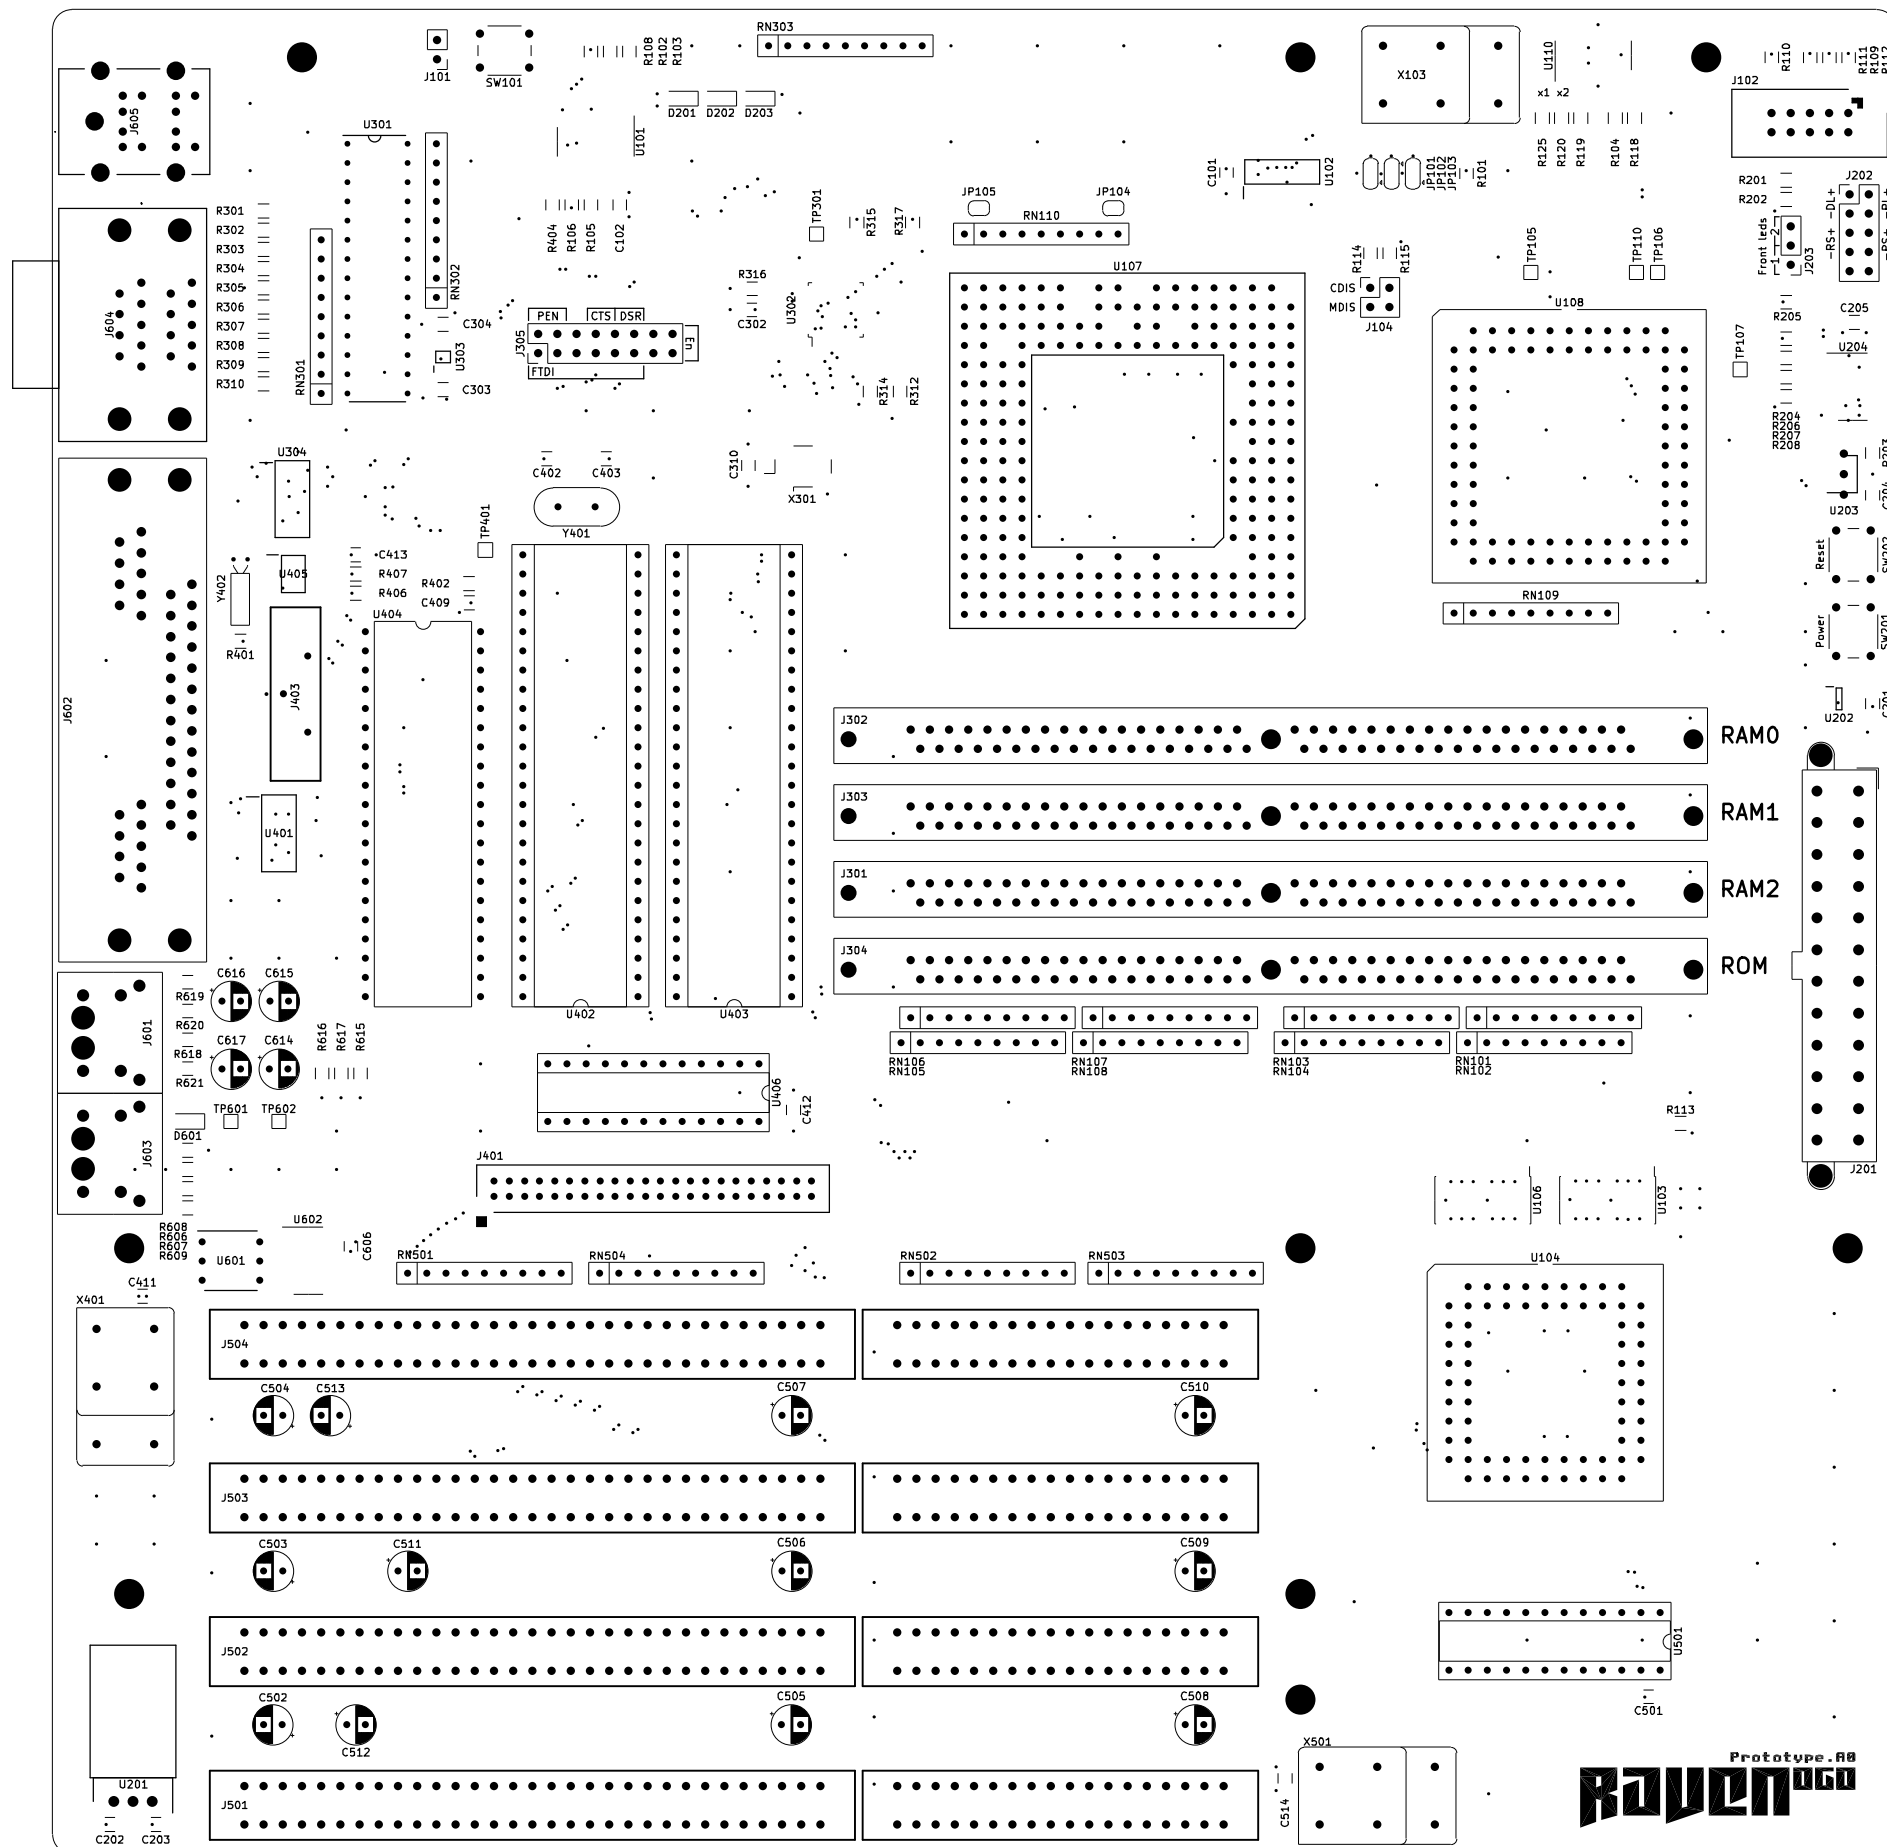 RN303
R108
R102
R103
J101
SW101
X103
U110
x1 x2
R110
R111
R109
R112
J102
J605
U301
D201
D202
D203
U101
R125
R120
R119
R104
R118
C101
U102
JP101
JP102
JP103
R101
R201
R202
J202
-DL+
-RS+
R301
R302
R303
R304
R305
R306
R307
R308
R309
R310
J604
RN302
RN301
R404
R106
R105
C102
TP301
R315
R317
JP105
JP104
RN110
U107
R114
R115
CDIS
MDIS
J104
TP105
TP110
TP106
Front leds
J203
R316
C302
U302
C304
U303
C303
J305
PEN
CTS
DSR
En
FTDI
R314
R312
U108
TP107
R205
C205
U204
R204
R206
R207
R208
R203
C204
U203
U304
C402
C403
C310
X301
Y401
TP401
C413
R407
R406
R402
C409
U405
Y402
R401
U404
Reset
SW202
Power
SW201
RN109
U202
C201
J602
J403
U401
J302
RAM0
J303
RAM1
J301
RAM2
J304
ROM
C616
C615
R619
R620
R618
R621
C617
C614
R616
R617
R615
J601
U402
U403
RN106
RN105
RN107
RN108
RN103
RN104
RN101
RN102
U406
C412
R113
TP601
TP602
D601
J603
J401
J201
U106
U103
R608
R606
R607
R609
U601
U602
C606
RN501
RN504
RN502
RN503
U104
C411
X401
J504
C504
C513
C507
C510
J503
C503
C511
C506
C509
J502
U501
C501
C502
C512
C505
C508
X501
U201
J501
C514
C202
C203
Prototype.A0
RAVEN 060